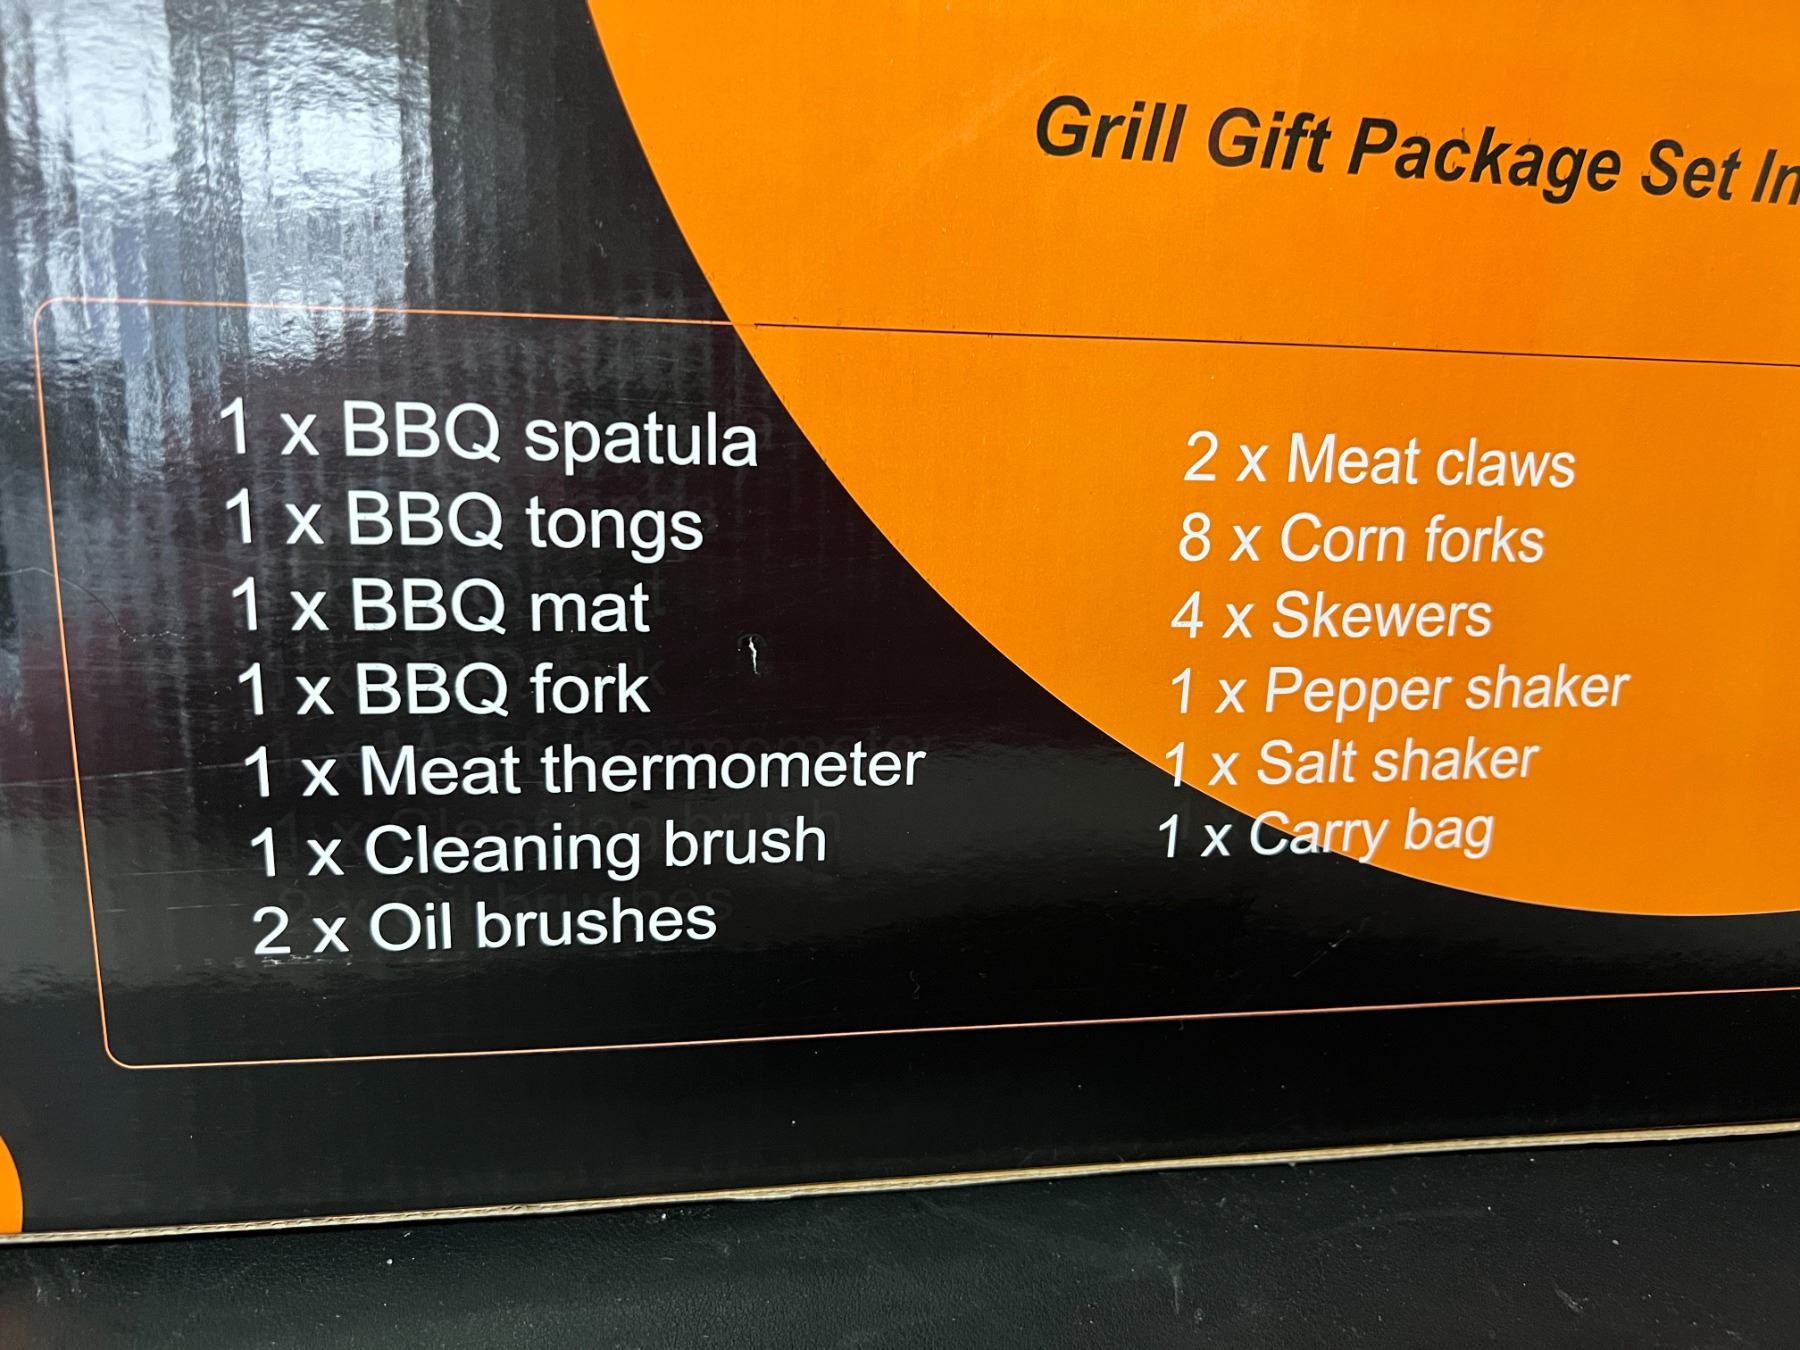 Grill Gift Package Set
1 x BBQ spatula
1 x BBQ tongs
1 x BBQ mat
1 x BBQ fork
1 x Meat thermometer
1 x Cleaning brush
2 x Oil brushes
2 x Meat claws
8 x Corn forks
4 x Skewers
1 x Pepper shaker
1 x Salt shaker
1 x Carry bag